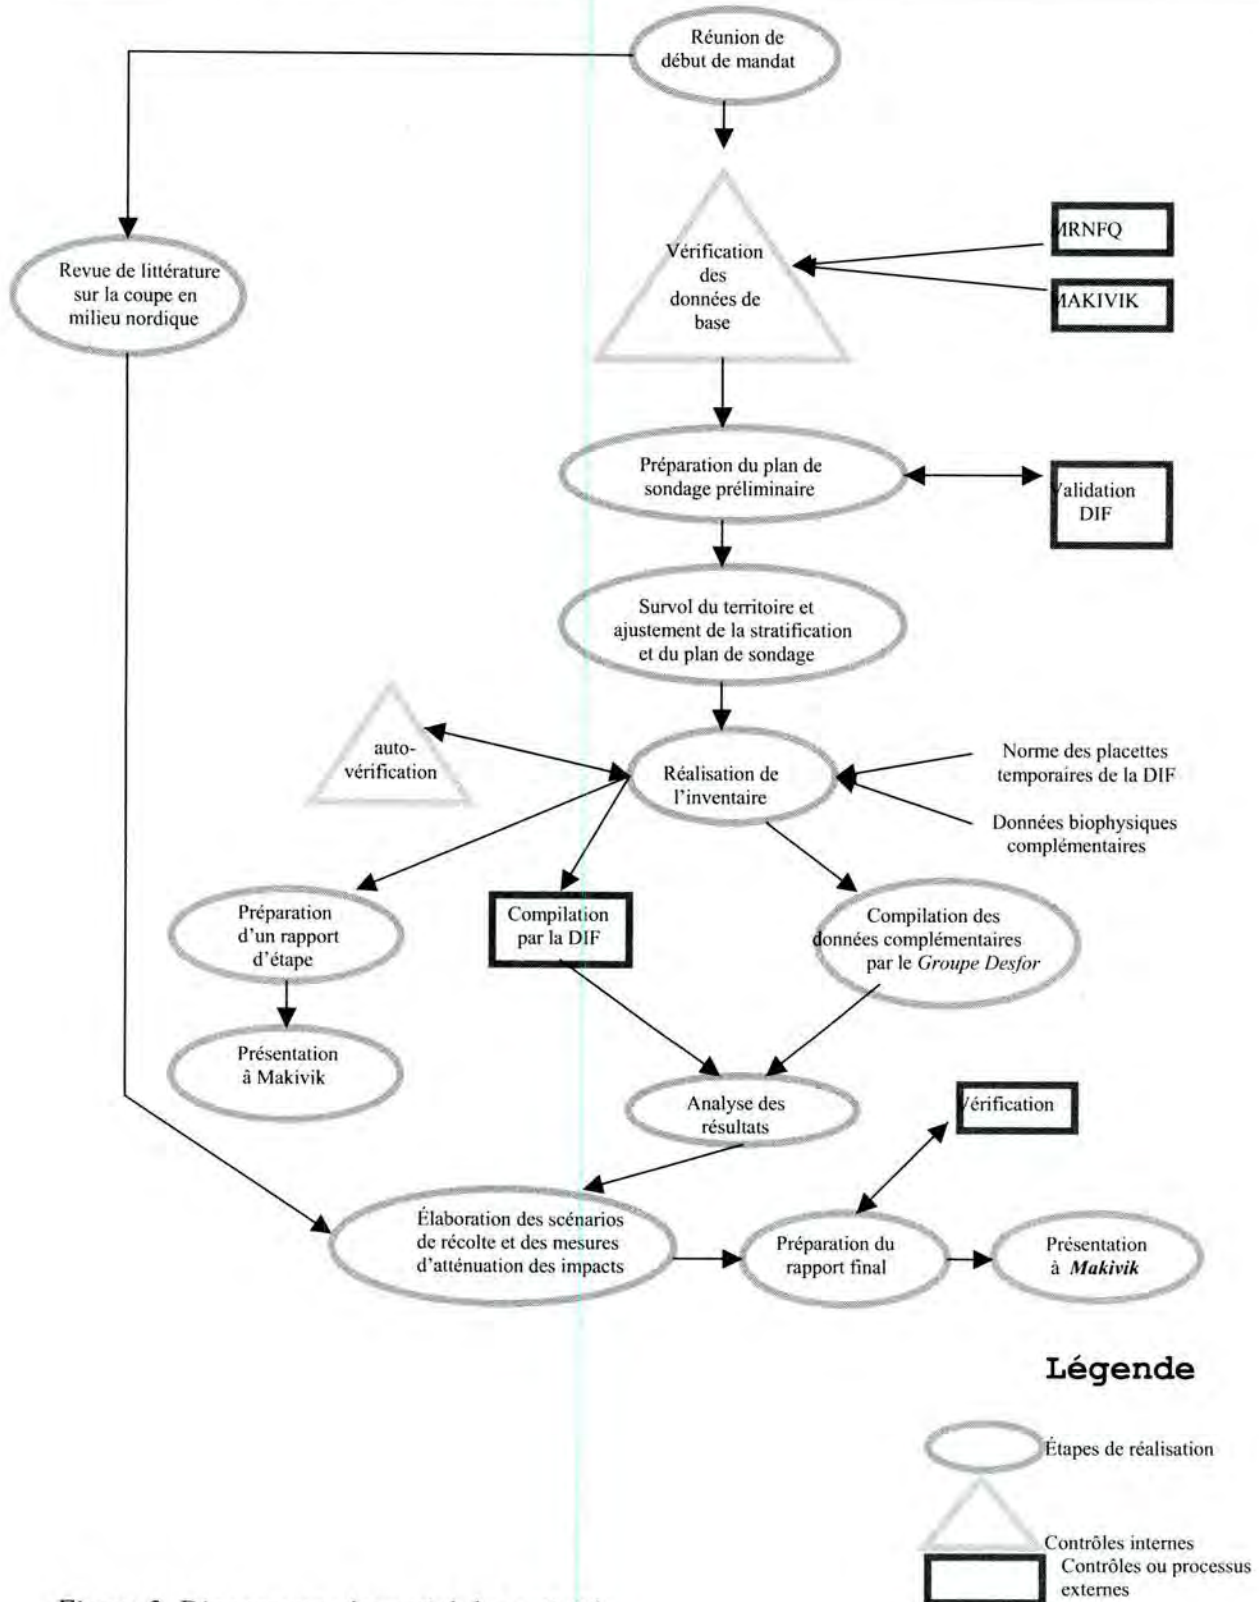 Réunion de
début de mandat
Revue de littérature
sur la coupe en
milieu nordique
Vérification
des
données de
base
MRNFQ
MAKIVIK
Préparation du plan de
sondage préliminaire
Validation
DIF
Survol du territoire et
ajustement de la stratification
et du plan de sondage
auto-
vérification
Réalisation de
l'inventaire
Norme des placettes
temporaires de la DIF
Données biophysiques
complémentaires
Préparation
d'un rapport
d'étape
Compilation
par la DIF
Compilation des
données complémentaires
par le Groupe Desfor
Présentation
à Makivik
Analyse des
résultats
Vérification
Élaboration des scénarios
de récolte et des mesures
d'atténuation des impacts
Préparation du
rapport final
Présentation
à Makivik
Légende
Étapes de réalisation
Contrôles internes
Contrôles ou processus
externes